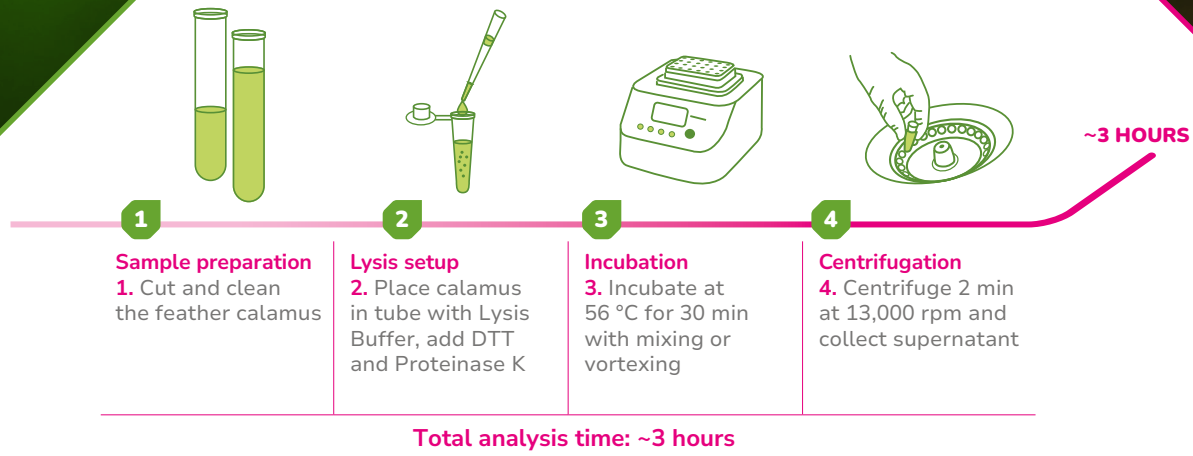 ~3 HOURS
1
2
3
4
Sample preparation
1. Cut and clean
the feather calamus
Lysis setup
2. Place calamus
in tube with Lysis
Buffer, add DTT
and Proteinase K
Incubation
3. Incubate at
56 °C for 30 min
with mixing or
vortexing
Centrifugation
4. Centrifuge 2 min
at 13,000 rpm and
collect supernatant
Total analysis time: ~3 hours